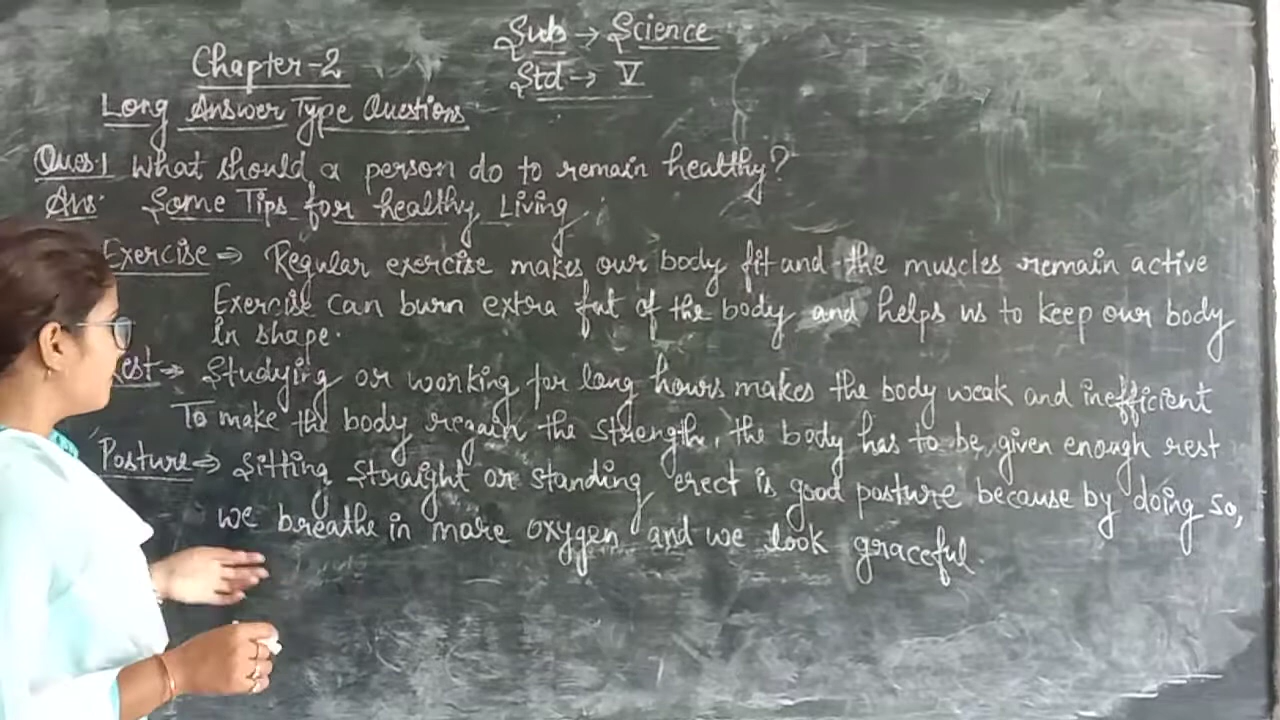 Sub → Science
Std → V
Chapter-2
Long Answer Type Questions
Ques:1 What should a person do to remain healthy?
Ans: Some Tips for healthy Living
Exercise ⇒ Regular exercise makes our body fit and the muscles remain active
Exercise can burn extra fat of the body and helps us to keep our body
in shape.
Rest ⇒ Studying or working for long hours makes the body weak and inefficient
To make the body regain the strength, the body has to be given enough rest
Posture ⇒ Sitting straight or standing erect is good posture because by doing so,
we breathe in more oxygen and we look graceful.